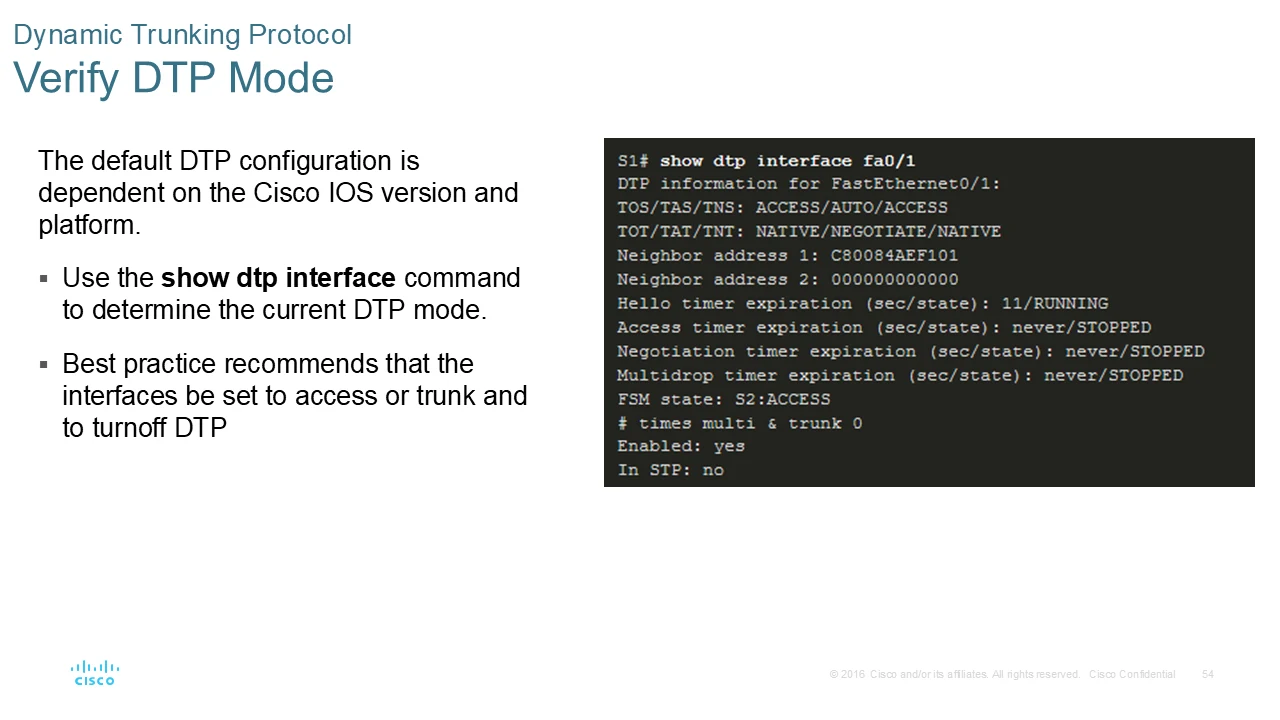 Dynamic Trunking Protocol
Verify DTP Mode
The default DTP configuration is
dependent on the Cisco IOS version and
platform.
▪ Use the show dtp interface command
to determine the current DTP mode.
▪ Best practice recommends that the
interfaces be set to access or trunk and
to turnoff DTP
S1# show dtp interface fa0/1
DTP information for FastEthernet0/1:
TOS/TAS/TNS: ACCESS/AUTO/ACCESS
TOT/TAT/TNT: NATIVE/NEGOTIATE/NATIVE
Neighbor address 1: C80084AEF101
Neighbor address 2: 000000000000
Hello timer expiration (sec/state): 11/RUNNING
Access timer expiration (sec/state): never/STOPPED
Negotiation timer expiration (sec/state): never/STOPPED
Multidrop timer expiration (sec/state): never/STOPPED
FSM state: S2:ACCESS
# times multi & trunk 0
Enabled: yes
In STP: no
CISCO
© 2016 Cisco and/or its affiliates. All rights reserved. Cisco Confidential 54